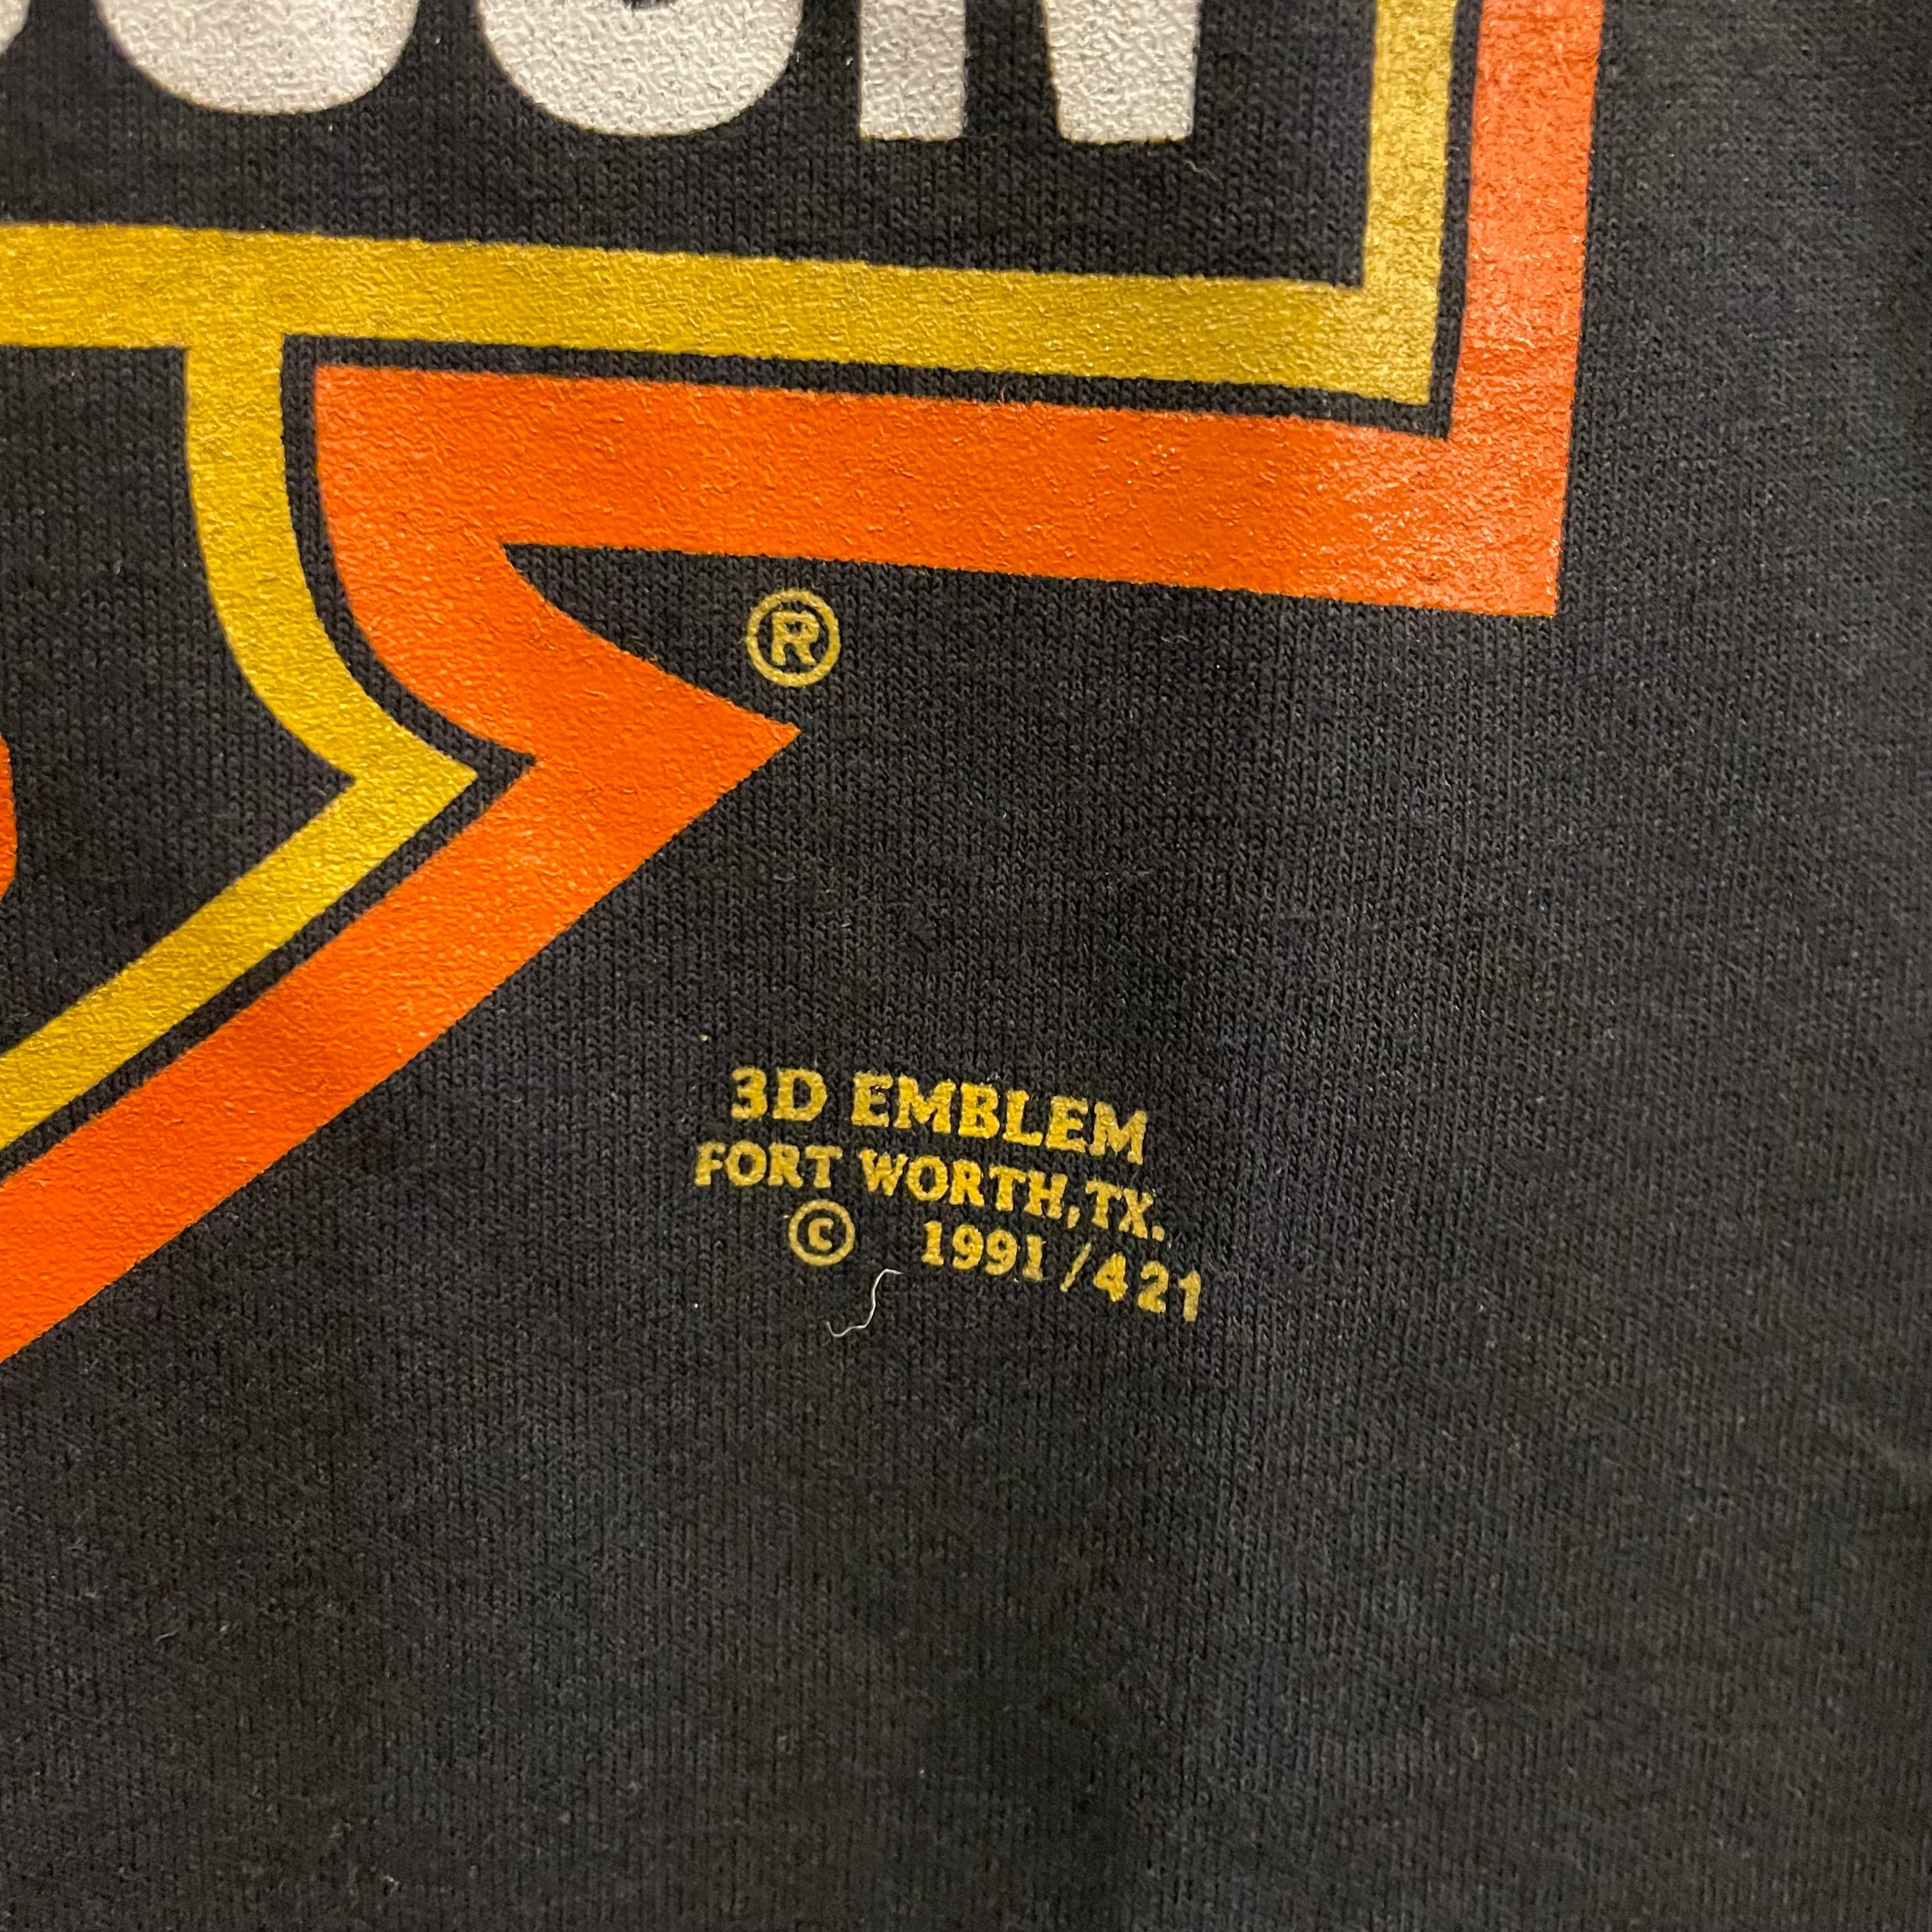 ®
3D EMBLEM
FORT WORTH, TX.
© 1991/421